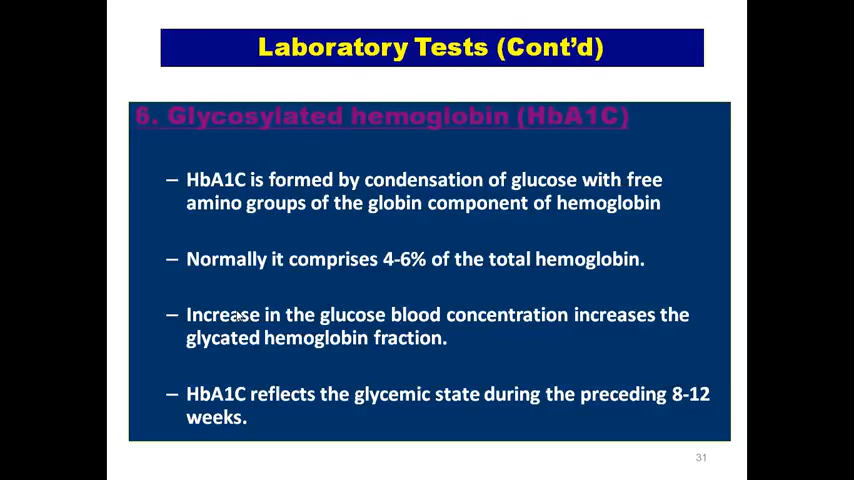 Laboratory Tests (Cont’d)
6. Glycosylated hemoglobin (HbA1C)
– HbA1C is formed by condensation of glucose with free
amino groups of the globin component of hemoglobin
– Normally it comprises 4-6% of the total hemoglobin.
– Increase in the glucose blood concentration increases the
glycated hemoglobin fraction.
– HbA1C reflects the glycemic state during the preceding 8-12
weeks.
31